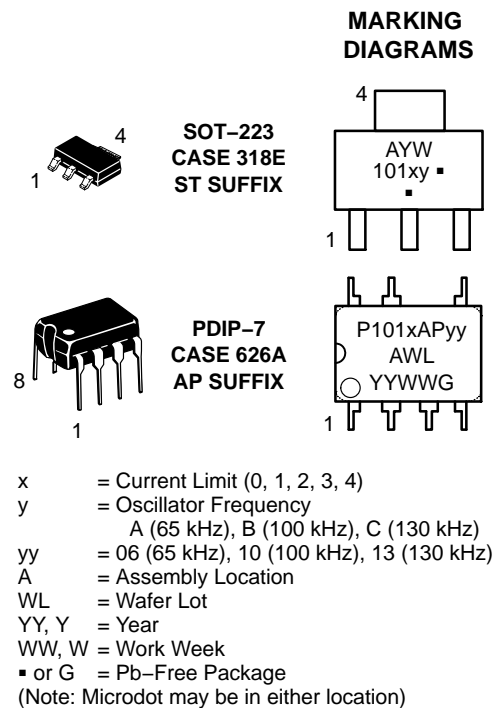 MARKING
DIAGRAMS
4
1
SOT−223
CASE 318E
ST SUFFIX
4
AYW
101xy ▪
▪
1
8
1
PDIP−7
CASE 626A
AP SUFFIX
P101xAPyy
AWL
YYWWG
1
x = Current Limit (0, 1, 2, 3, 4)
y = Oscillator Frequency
A (65 kHz), B (100 kHz), C (130 kHz)
yy = 06 (65 kHz), 10 (100 kHz), 13 (130 kHz)
A = Assembly Location
WL = Wafer Lot
YY, Y = Year
WW, W = Work Week
▪ or G = Pb−Free Package
(Note: Microdot may be in either location)